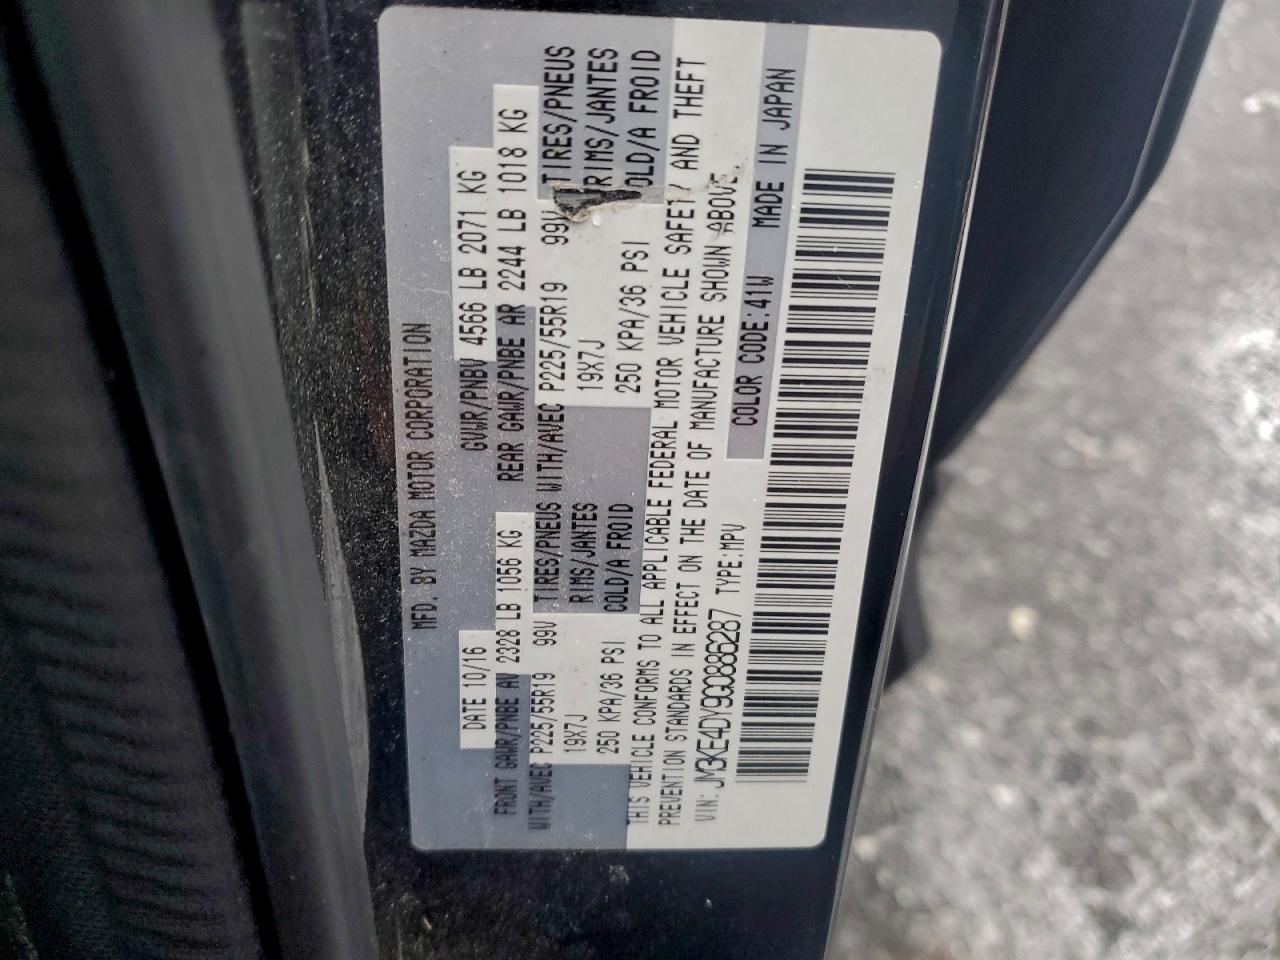 MFD. BY MAZDA MOTOR CORPORATION
DATE 10/16 GVWR/PNBV 4566 LB 2071 KG
FRONT GAWR/PNBE AV 2328 LB 1056 KG REAR GAWR/PNBE AR 2244 LB 1018 KG
WITH/AVEC P225/55R19 99V TIRES/PNEUS WITH/AVEC P225/55R19 99V TIRES/PNEUS
19X7J RIMS/JANTES 19X7J RIMS/JANTES
250 KPA/36 PSI COLD/A FROID 250 KPA/36 PSI OLD/A FROID
THIS VEHICLE CONFORMS TO ALL APPLICABLE FEDERAL MOTOR VEHICLE SAFETY AND THEFT
PREVENTION STANDARDS IN EFFECT ON THE DATE OF MANUFACTURE SHOWN ABOVE
VIN: JM3KE4DY9G0886287 TYPE:MPV COLOR CODE:41W MADE IN JAPAN